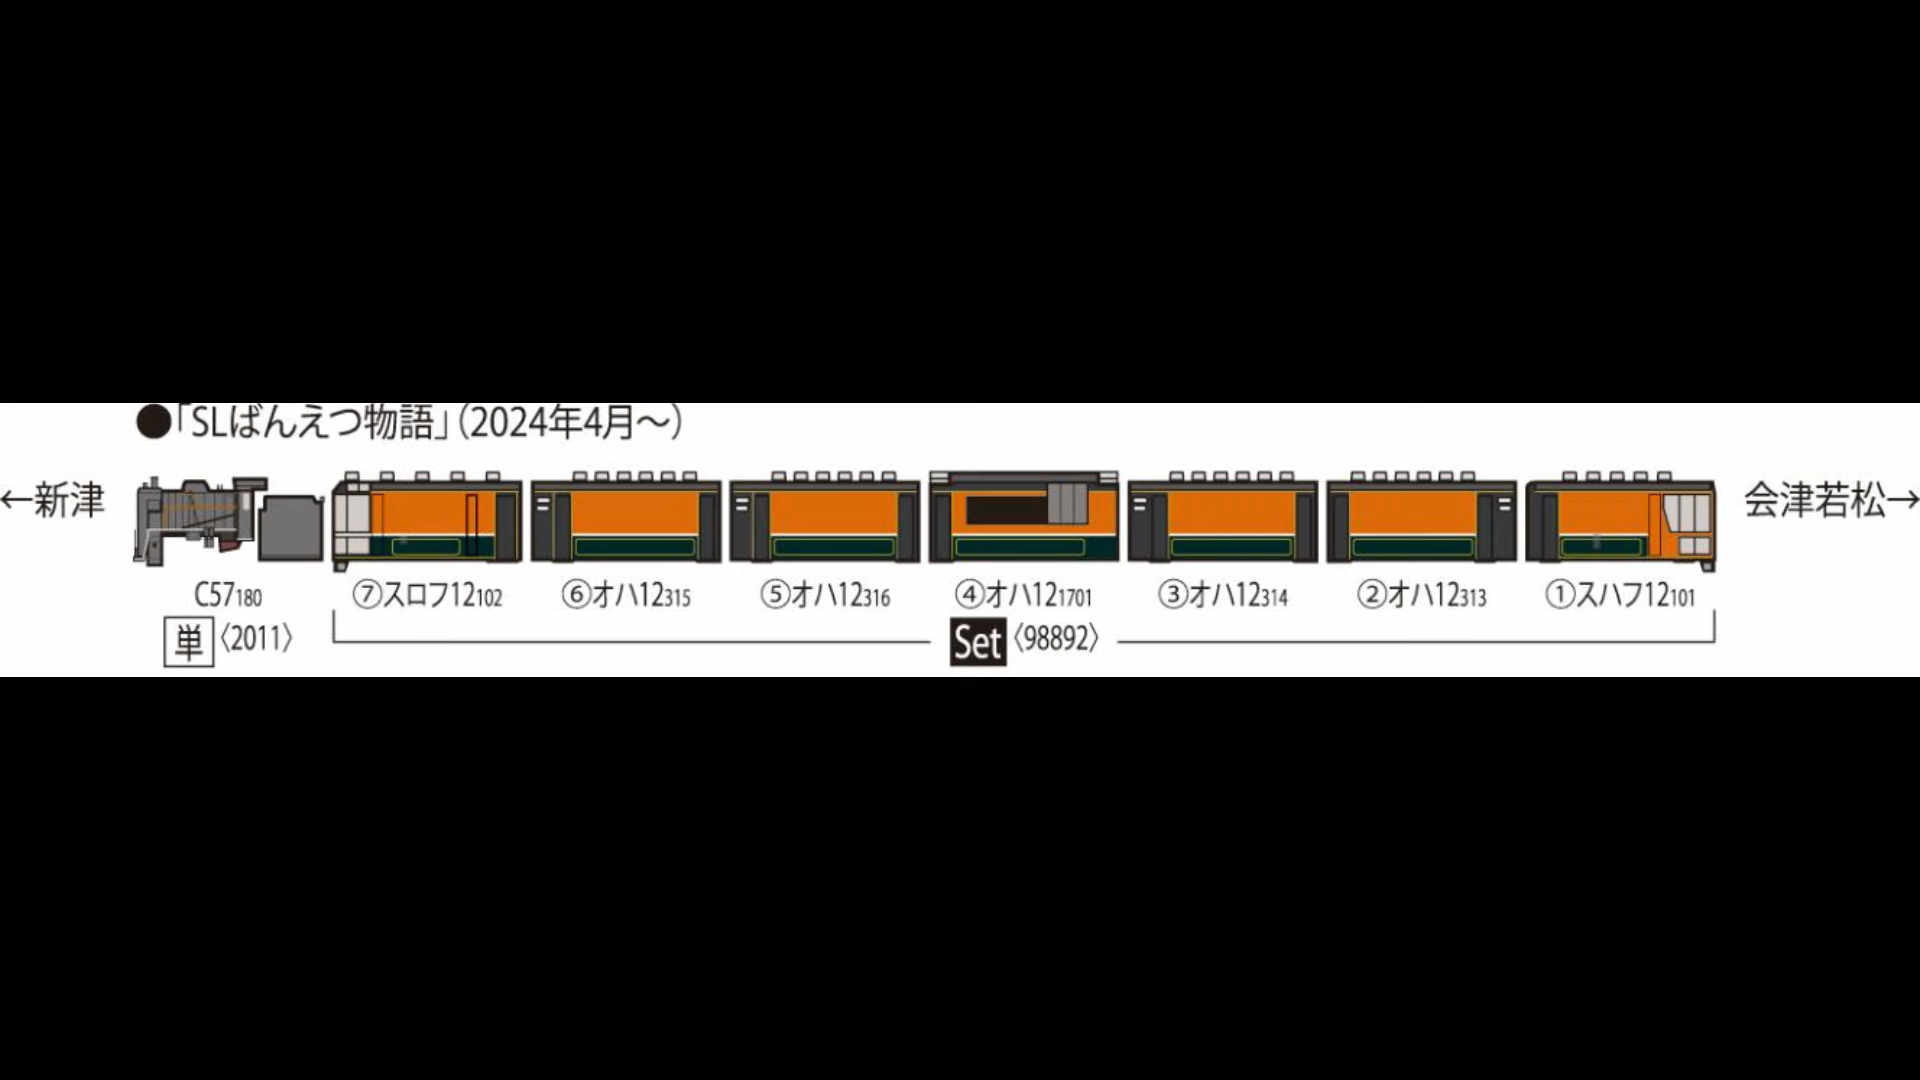 ●「SLばんえつ物語」（2024年4月～）
←新津
会津若松→
C57180 ⑦スロフ12102 ⑥オハ12315 ⑤オハ12316 ④オハ121701 ③オハ12314 ②オハ12313 ①スハフ12101
単〈2011〉 Set〈98892〉